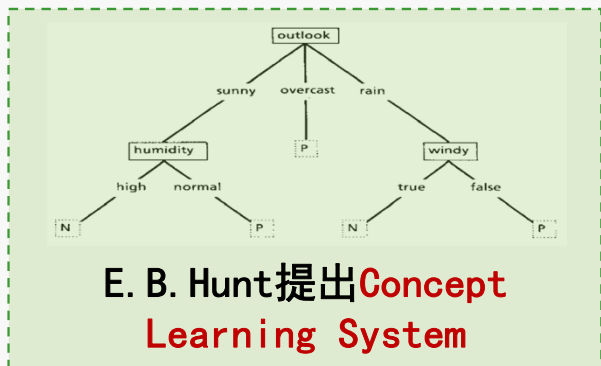 outlook
sunny overcast rain
humidity P windy
high normal true false
N P N P
E.B.Hunt提出Concept
Learning System